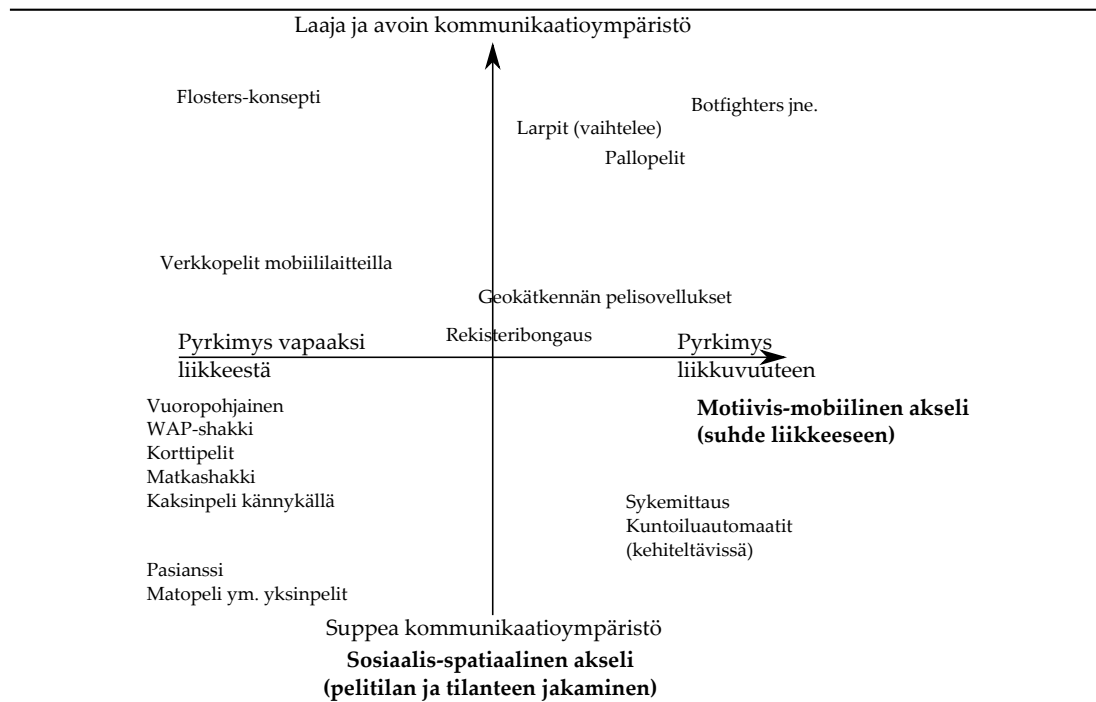 Laaja ja avoin kommunikaatioympäristö
Flosters-konsepti
Botfighters jne.
Larpit (vaihtelee)
Pallopelit
Verkkopelit mobiililaitteilla
Geokätkennän pelisovellukset
Rekisteribongaus
Pyrkimys vapaaksi
liikkeestä
Pyrkimys
liikkuvuuteen
Motiivis-mobiilinen akseli
(suhde liikkeeseen)
Vuoropohjainen
WAP-shakki
Korttipelit
Matkashakki
Kaksinpeli kännykällä
Sykemittaus
Kuntoiluautomaatit
(kehiteltävissä)
Pasianssi
Matopeli ym. yksinpelit
Suppea kommunikaatioympäristö
Sosiaalis-spatiaalinen akseli
(pelitilan ja tilanteen jakaminen)